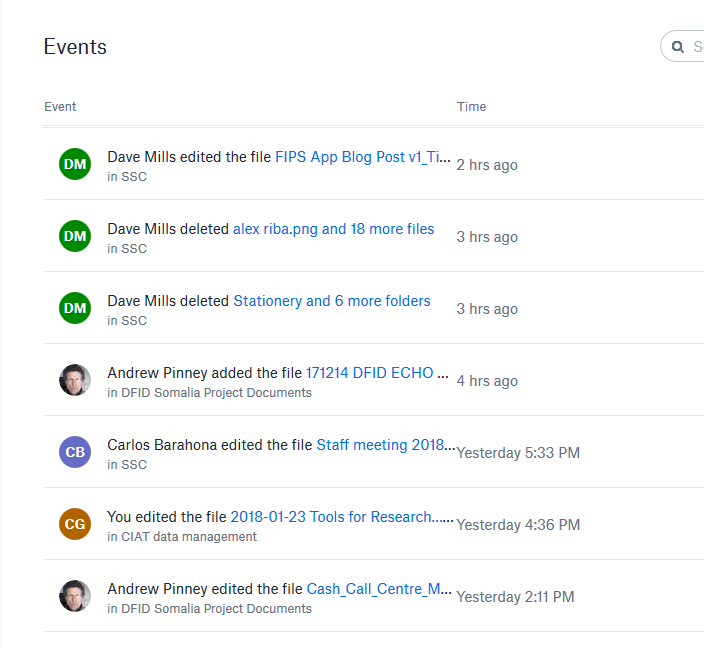 Events
Event Time
DM Dave Mills edited the file FIPS App Blog Post v1_Ti... 2 hrs ago
in SSC
DM Dave Mills deleted alex riba.png and 18 more files 3 hrs ago
in SSC
DM Dave Mills deleted Stationery and 6 more folders 3 hrs ago
in SSC
Andrew Pinney added the file 171214 DFID ECHO ... 4 hrs ago
in DFID Somalia Project Documents
CB Carlos Barahona edited the file Staff meeting 2018... Yesterday 5:33 PM
in SSC
CG You edited the file 2018-01-23 Tools for Research...... Yesterday 4:36 PM
in CIAT data management
Andrew Pinney edited the file Cash_Call_Centre_M... Yesterday 2:11 PM
in DFID Somalia Project Documents